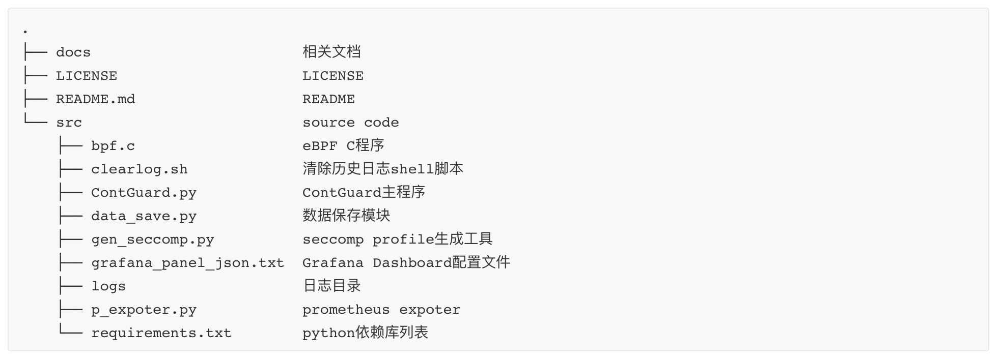 .
├── docs                        相关文档
├── LICENSE                     LICENSE
├── README.md                   README
└── src                         source code
    ├── bpf.c                   eBPF C程序
    ├── clearlog.sh             清除历史日志shell脚本
    ├── ContGuard.py            ContGuard主程序
    ├── data_save.py            数据保存模块
    ├── gen_seccomp.py          seccomp profile生成工具
    ├── grafana_panel_json.txt  Grafana Dashboard配置文件
    ├── logs                    日志目录
    ├── p_expoter.py            prometheus expoter
    └── requirements.txt        python依赖库列表